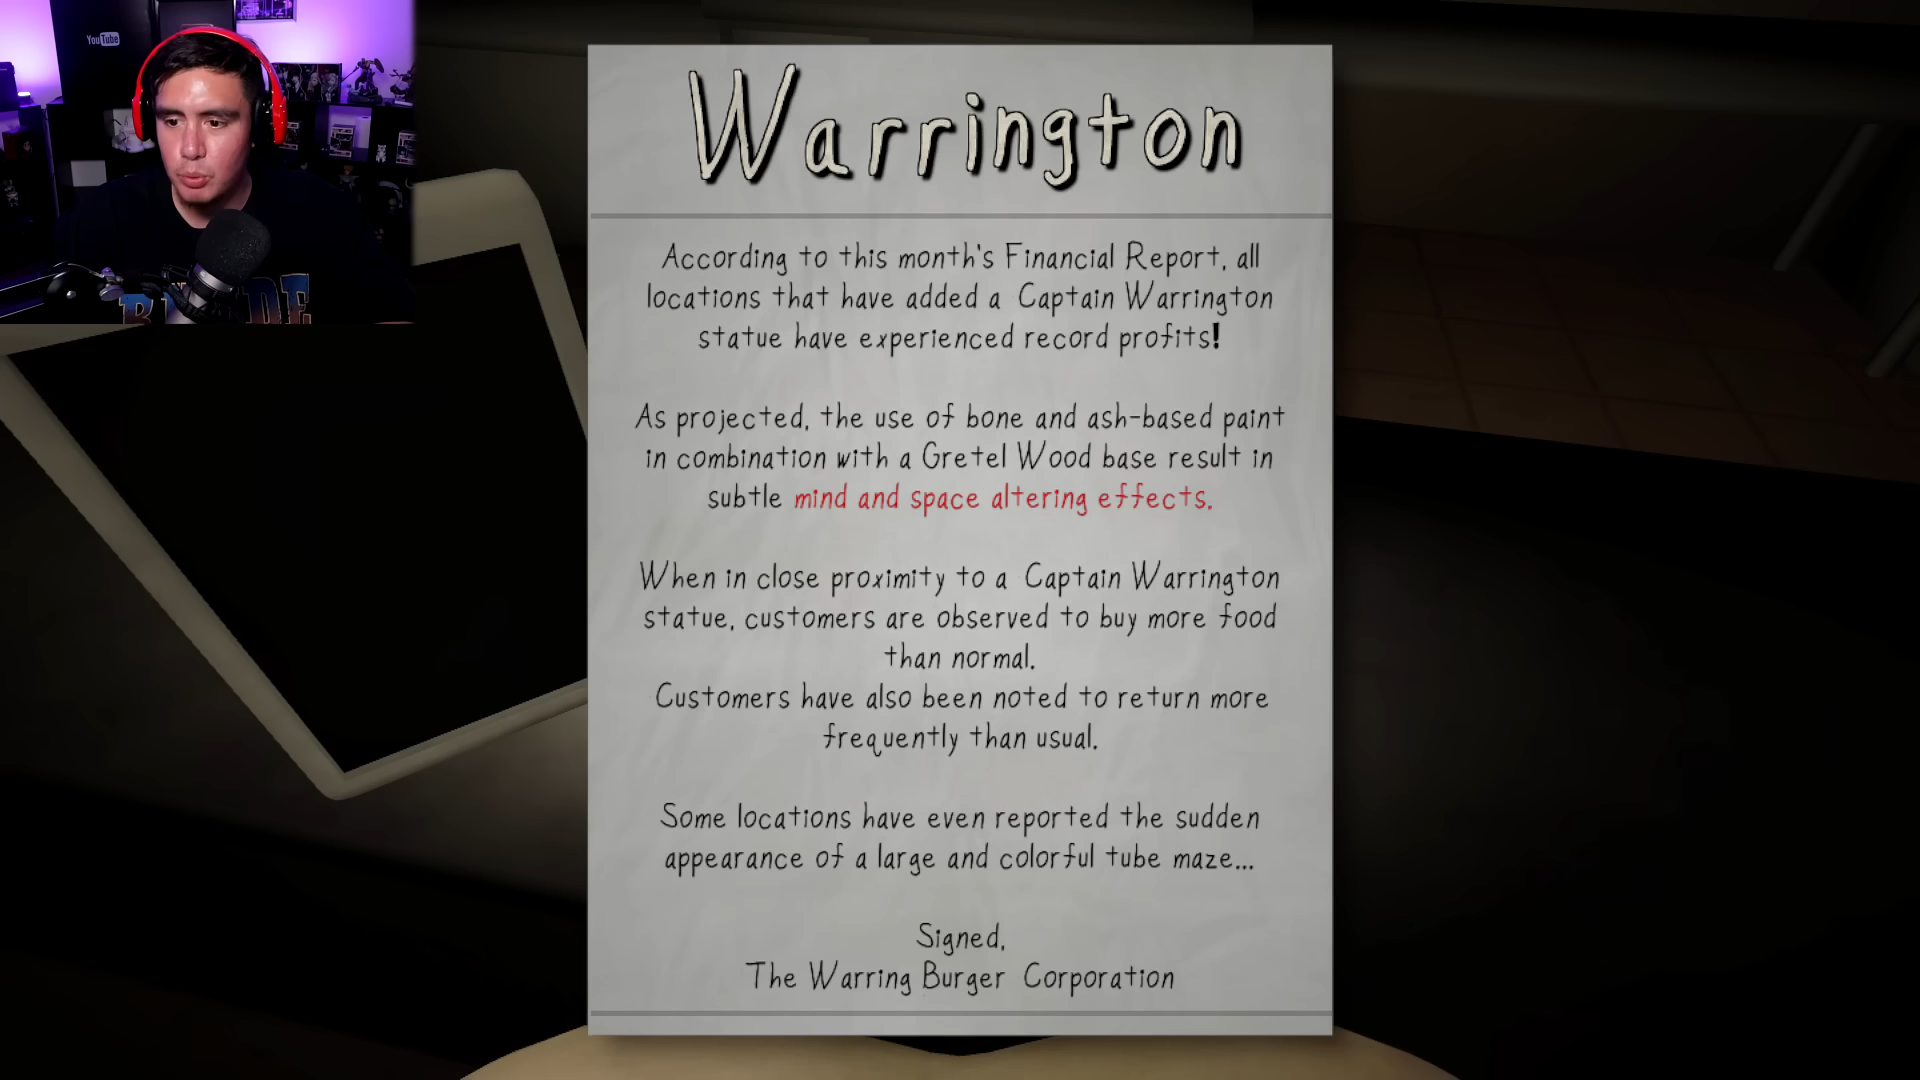 YouTube
Warrington
According to this month's Financial Report, all
locations that have added a Captain Warrington
statue have experienced record profits!
As projected, the use of bone and ash-based paint
in combination with a Gretel Wood base result in
subtle mind and space altering effects.
When in close proximity to a Captain Warrington
statue, customers are observed to buy more food
than normal.
Customers have also been noted to return more
frequently than usual.
Some locations have even reported the sudden
appearance of a large and colorful tube maze...
Signed,
The Warring Burger Corporation